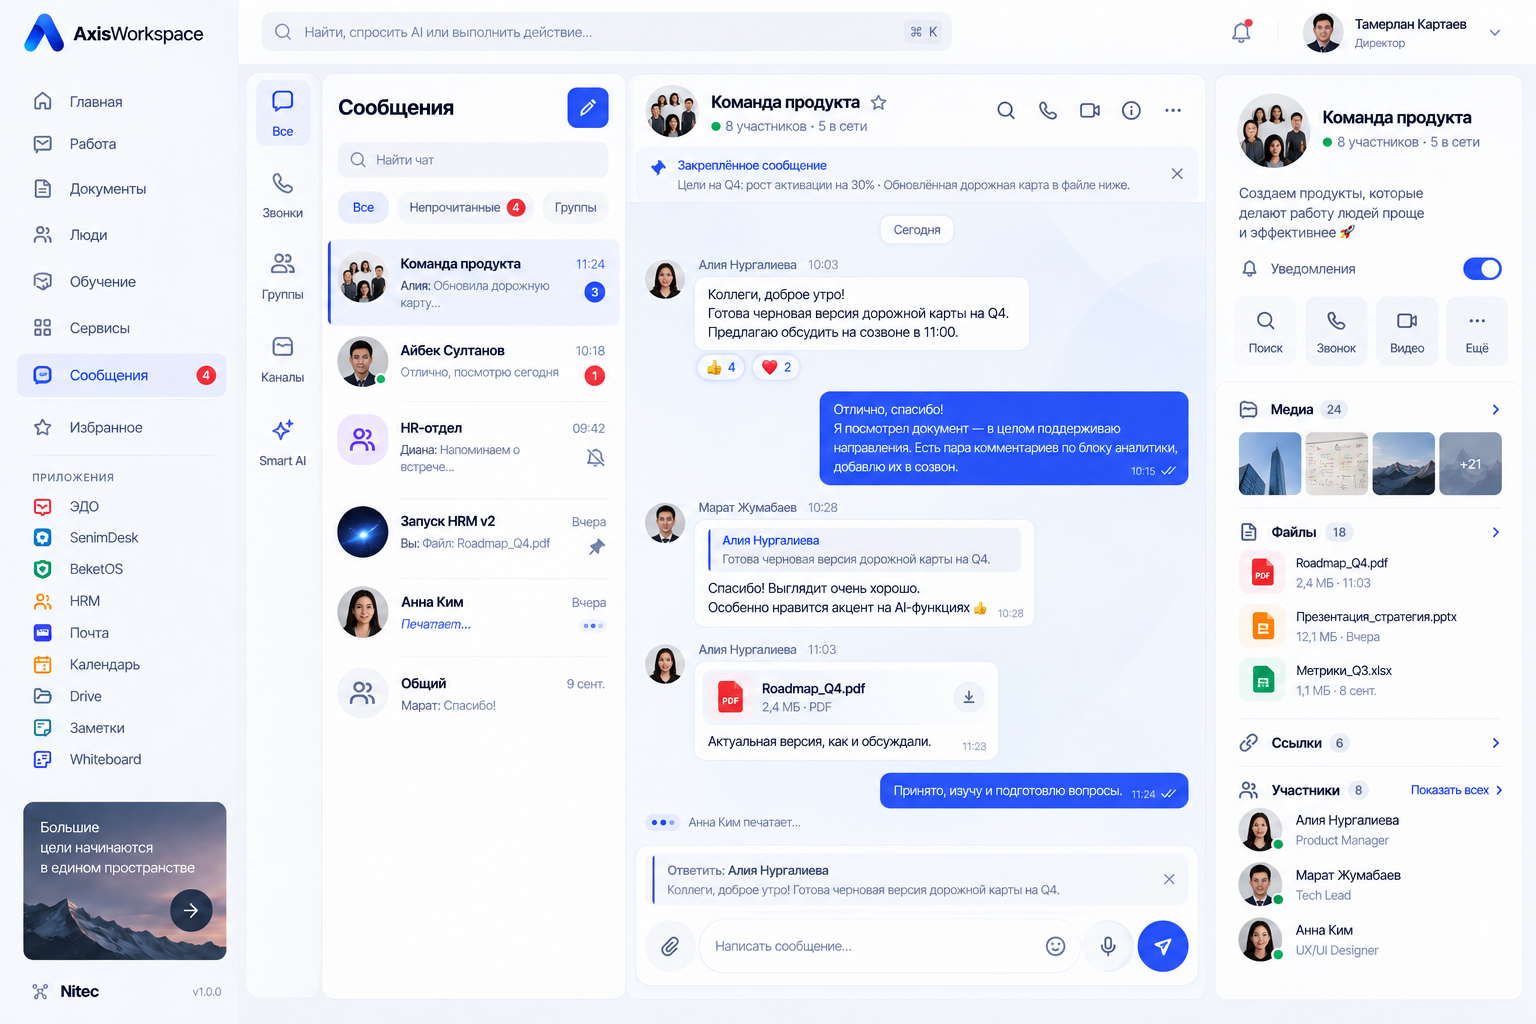 AxisWorkspace
Найти, спросить AI или выполнить действие...
⌘ K
Тамерлан Картаев
Директор
Главная
Работа
Документы
Люди
Обучение
Сервисы
Сообщения
4
Избранное
ПРИЛОЖЕНИЯ
ЭДО
SenimDesk
BeketOS
HRM
Почта
Календарь
Drive
Заметки
Whiteboard
Большие
цели начинаются
в едином пространстве
Nitec
v1.0.0
Все
Звонки
Группы
Каналы
Smart AI
Сообщения
Найти чат
Все
Непрочитанные 4
Группы
Команда продукта 11:24
Алия: Обновила дорожную
карту...
3
Айбек Султанов 10:18
Отлично, посмотрю сегодня
1
HR-отдел 09:42
Диана: Напоминаем о
встрече...
Запуск HRM v2 Вчера
Вы: Файл: Roadmap_Q4.pdf
Анна Ким Вчера
Печатает...
Общий 9 сент.
Марат: Спасибо!
Команда продукта
8 участников · 5 в сети
Закреплённое сообщение
Цели на Q4: рост активации на 30% · Обновлённая дорожная карта в файле ниже.
Сегодня
Алия Нургалиева 10:03
Коллеги, доброе утро!
Готова черновая версия дорожной карты на Q4.
Предлагаю обсудить на созвоне в 11:00.
👍 4 ❤️ 2
Отлично, спасибо!
Я посмотрел документ — в целом поддерживаю
направления. Есть пара комментариев по блоку аналитики,
добавлю их в созвон.
10:15
Марат Жумабаев 10:28
Алия Нургалиева
Готова черновая версия дорожной карты на Q4.
Спасибо! Выглядит очень хорошо.
Особенно нравится акцент на AI-функциях 👍 10:28
Алия Нургалиева 11:03
PDF
Roadmap_Q4.pdf
2,4 МБ · PDF
Актуальная версия, как и обсуждали. 11:23
Принято, изучу и подготовлю вопросы. 11:24
Анна Ким печатает...
Ответить: Алия Нургалиева
Коллеги, доброе утро! Готова черновая версия дорожной карты на Q4.
Написать сообщение...
Команда продукта
8 участников · 5 в сети
Создаем продукты, которые
делают работу людей проще
и эффективнее 🚀
Уведомления
Поиск
Звонок
Видео
Ещё
Медиа 24
+21
Файлы 18
PDF
Roadmap_Q4.pdf
2,4 МБ · 11:03
Презентация_стратегия.pptx
12,1 МБ · Вчера
Метрики_Q3.xlsx
1,1 МБ · 8 сент.
Ссылки 6
Участники 8
Показать всех
Алия Нургалиева
Product Manager
Марат Жумабаев
Tech Lead
Анна Ким
UX/UI Designer